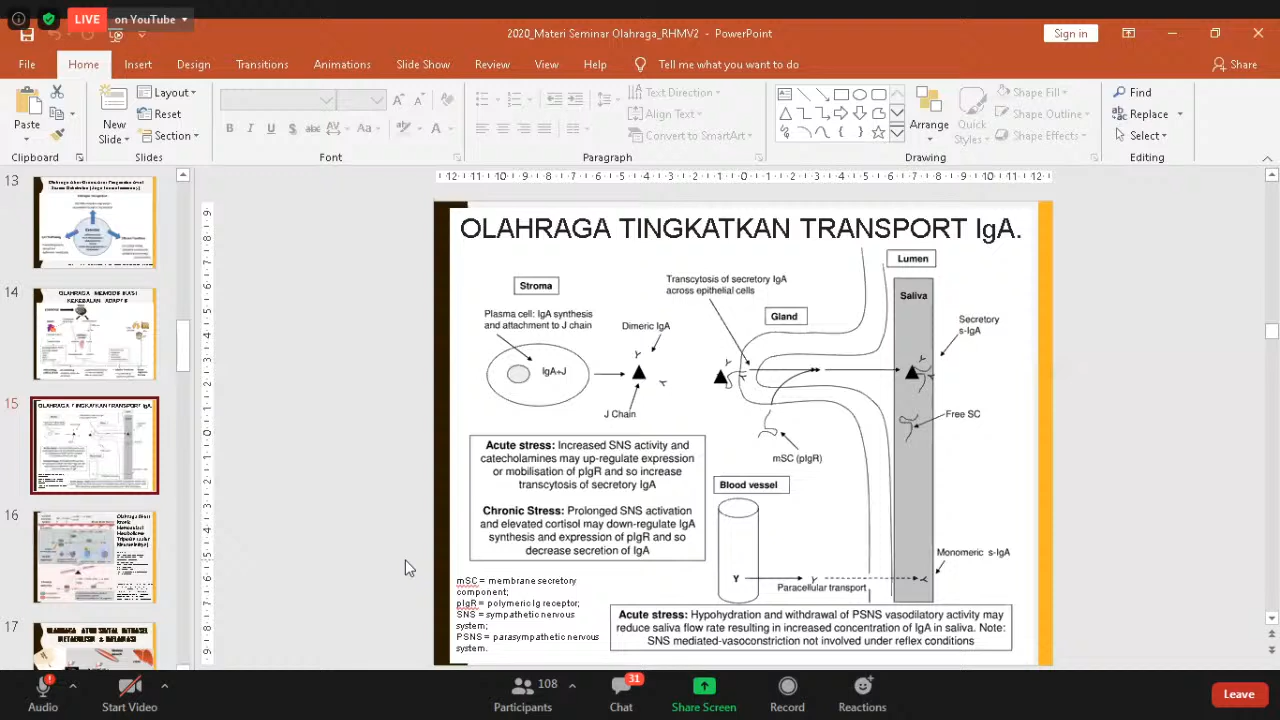 LIVE on YouTube
2020_Materi Seminar Olahraga_RHMV2 - PowerPoint
Sign in
File Home Insert Design Transitions Animations Slide Show Review View Help Tell me what you want to do Share
Paste
New
Slide
Layout
Reset
Section
Text Direction
Align Text
Convert to SmartArt
Arrange
Quick
Styles
Shape Fill
Shape Outline
Shape Effects
Find
Replace
Select
Clipboard Slides Font Paragraph Drawing Editing
13
14
OLAHRAGA MEMODIFIKASI
KEKEBALAN ADAPTIF
15
OLAHRAGA TINGKATKAN TRANSPORT IgA.
16
17
OLAHRAGA TINGKATKAN TRANSPORT IgA.
Lumen
Stroma
Transcytosis of secretory IgA
across epithelial cells
Saliva
Plasma cell: IgA synthesis
and attachment to J chain
Dimeric IgA
Gland
Secretory
s-IgA
IgA+J
J Chain
Free SC
mSC (pIgR)
Acute stress: Increased SNS activity and
catecholamines may up-regulate expression
or mobilisation of pIgR and so increase
transcytosis of secretory IgA
Chronic Stress: Prolonged SNS activation
and elevated cortisol may down-regulate IgA
synthesis and expression of pIgR and so
decrease secretion of IgA
Blood vessel
Monomeric s-IgA
Paracellular transport
mSC = membrane secretory
component;
pIgR = polymeric Ig receptor;
SNS = sympathetic nervous
system;
PSNS = parasympathetic nervous
system.
Acute stress: Hypohydration and withdrawal of PSNS vasodilatory activity may
reduce saliva flow rate resulting in increased concentration of IgA in saliva. Note:
SNS mediated-vasoconstriction not involved under reflex conditions
Audio
Start Video
108
Participants
31
Chat
Share Screen
Record
Reactions
Leave